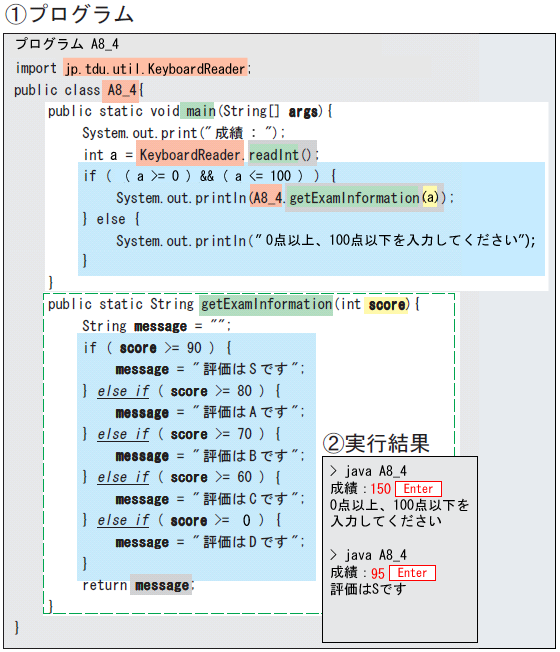 ①プログラム
プログラム A8_4
import jp.tdu.util.KeyboardReader;
public class A8_4{
public static void main(String[] args){
System.out.print("成績 : ");
int a = KeyboardReader.readInt();
if ( ( a >= 0 ) && ( a <= 100 ) ) {
System.out.println(A8_4.getExamInformation(a));
} else {
System.out.println("0点以上、100点以下を入力してください");
}
}
public static String getExamInformation(int score){
String message = "";
if ( score >= 90 ) {
message = "評価はSです";
} else if ( score >= 80 ) {
message = "評価はAです";
} else if ( score >= 70 ) {
message = "評価はBです";
} else if ( score >= 60 ) {
message = "評価はCです";
} else if ( score >= 0 ) {
message = "評価はDです";
}
return message;
}
}
②実行結果
> java A8_4
成績:150 Enter
0点以上、100点以下を
入力してください
> java A8_4
成績:95 Enter
評価はSです